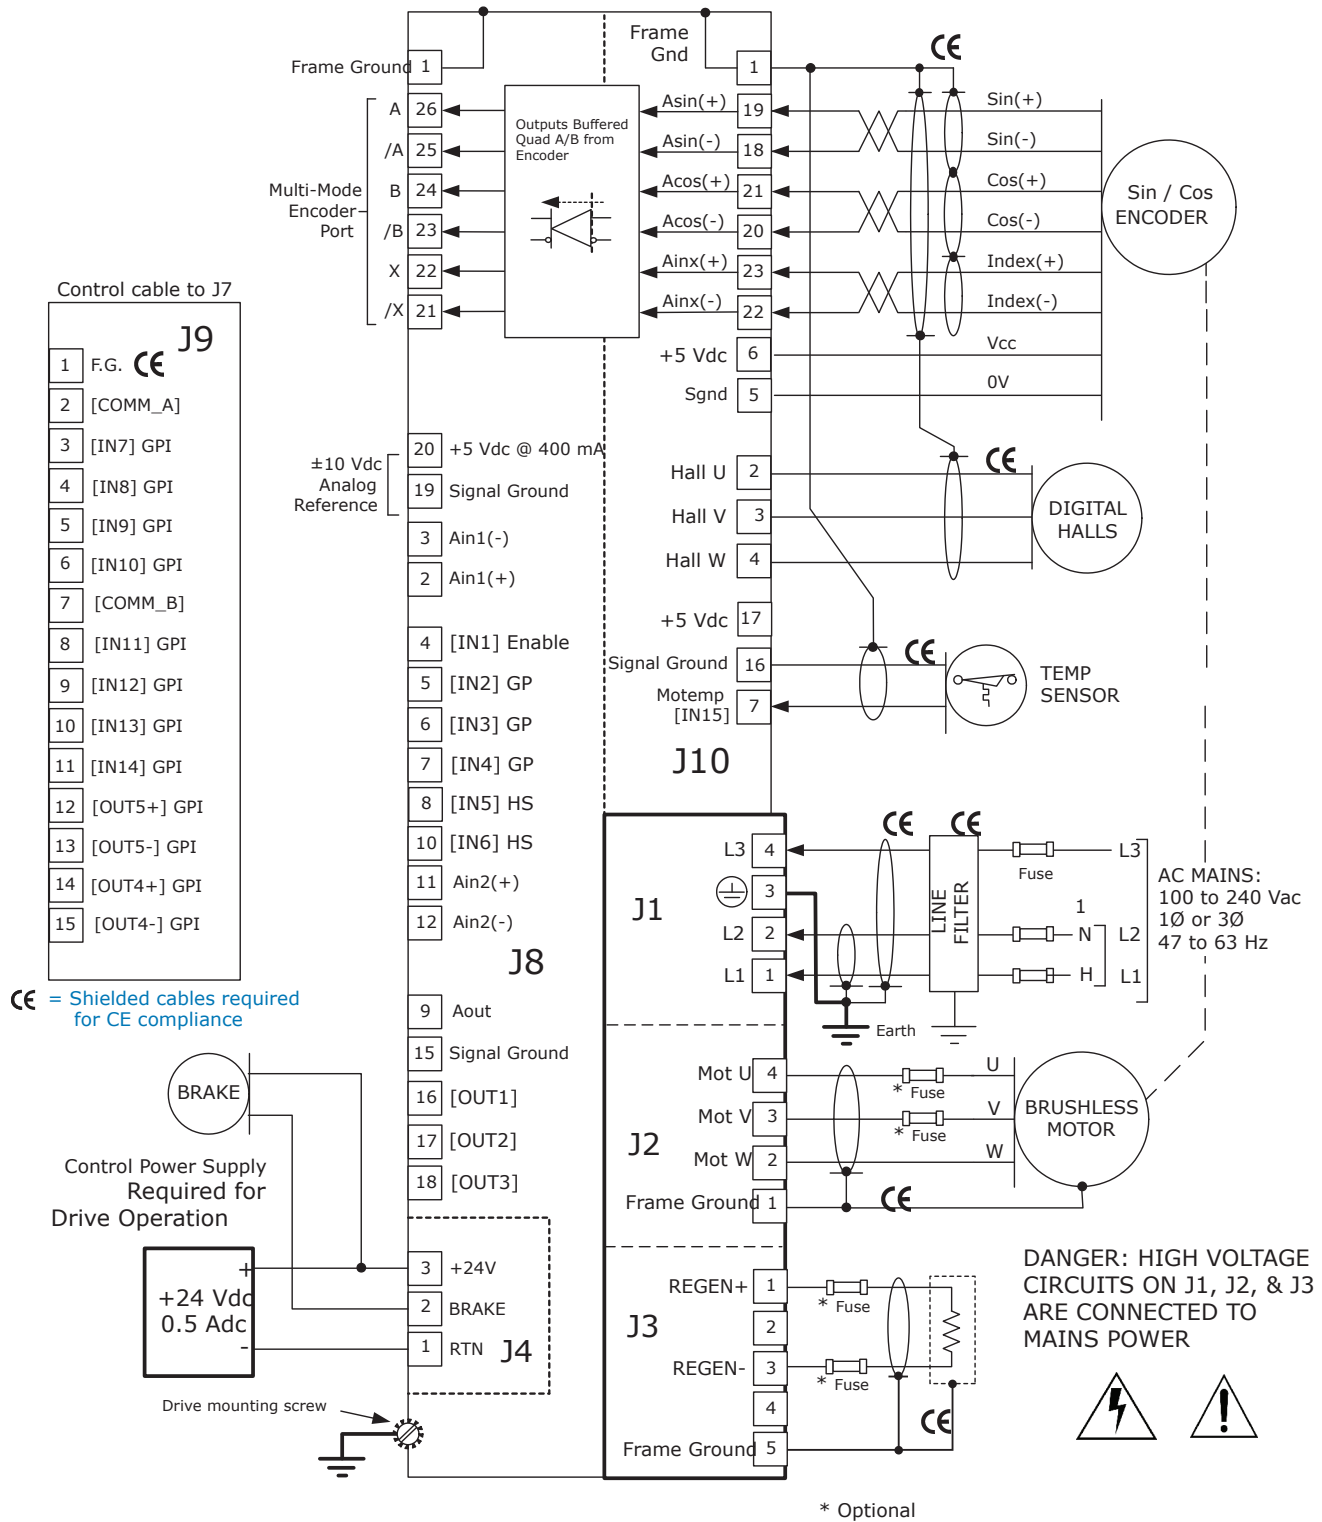 Frame Ground 1
Frame
Gnd
1
CE
A 26
/A 25
B 24
/B 23
X 22
/X 21
Multi-Mode
Encoder
Port
Outputs Buffered
Quad A/B from
Encoder
Asin(+) 19 Sin(+)
Asin(-) 18 Sin(-)
Acos(+) 21 Cos(+)
Acos(-) 20 Cos(-)
Ainx(+) 23 Index(+)
Ainx(-) 22 Index(-)
+5 Vdc 6 Vcc
Sgnd 5 0V
Sin / Cos
ENCODER
Control cable to J7
J9
1 F.G. CE
2 [COMM_A]
3 [IN7] GPI
4 [IN8] GPI
5 [IN9] GPI
6 [IN10] GPI
7 [COMM_B]
8 [IN11] GPI
9 [IN12] GPI
10 [IN13] GPI
11 [IN14] GPI
12 [OUT5+] GPI
13 [OUT5-] GPI
14 [OUT4+] GPI
15 [OUT4-] GPI
CE = Shielded cables required
for CE compliance
±10 Vdc
Analog
Reference
20 +5 Vdc @ 400 mA
19 Signal Ground
3 Ain1(-)
2 Ain1(+)
4 [IN1] Enable
5 [IN2] GP
6 [IN3] GP
7 [IN4] GP
8 [IN5] HS
10 [IN6] HS
11 Ain2(+)
12 Ain2(-)
J8
9 Aout
15 Signal Ground
16 [OUT1]
17 [OUT2]
18 [OUT3]
Hall U 2
Hall V 3
Hall W 4
CE
DIGITAL
HALLS
+5 Vdc 17
Signal Ground 16
Motemp
[IN15]
7
CE
TEMP
SENSOR
J10
J1
L3 4
3
L2 2
L1 1
CE
CE
LINE
FILTER
Fuse
L3
1
N L2
H L1
AC MAINS:
100 to 240 Vac
1Ø or 3Ø
47 to 63 Hz
Earth
J2
Mot U 4
Mot V 3
Mot W 2
Frame Ground 1
* Fuse
* Fuse
U
V
W
CE
BRUSHLESS
MOTOR
J3
REGEN+ 1
2
REGEN- 3
4
Frame Ground 5
* Fuse
* Fuse
CE
BRAKE
Control Power Supply
Required for
Drive Operation
+
+24 Vdc
0.5 Adc
-
3 +24V
2 BRAKE
1 RTN
J4
Drive mounting screw
DANGER: HIGH VOLTAGE
CIRCUITS ON J1, J2, & J3
ARE CONNECTED TO
MAINS POWER
!
* Optional